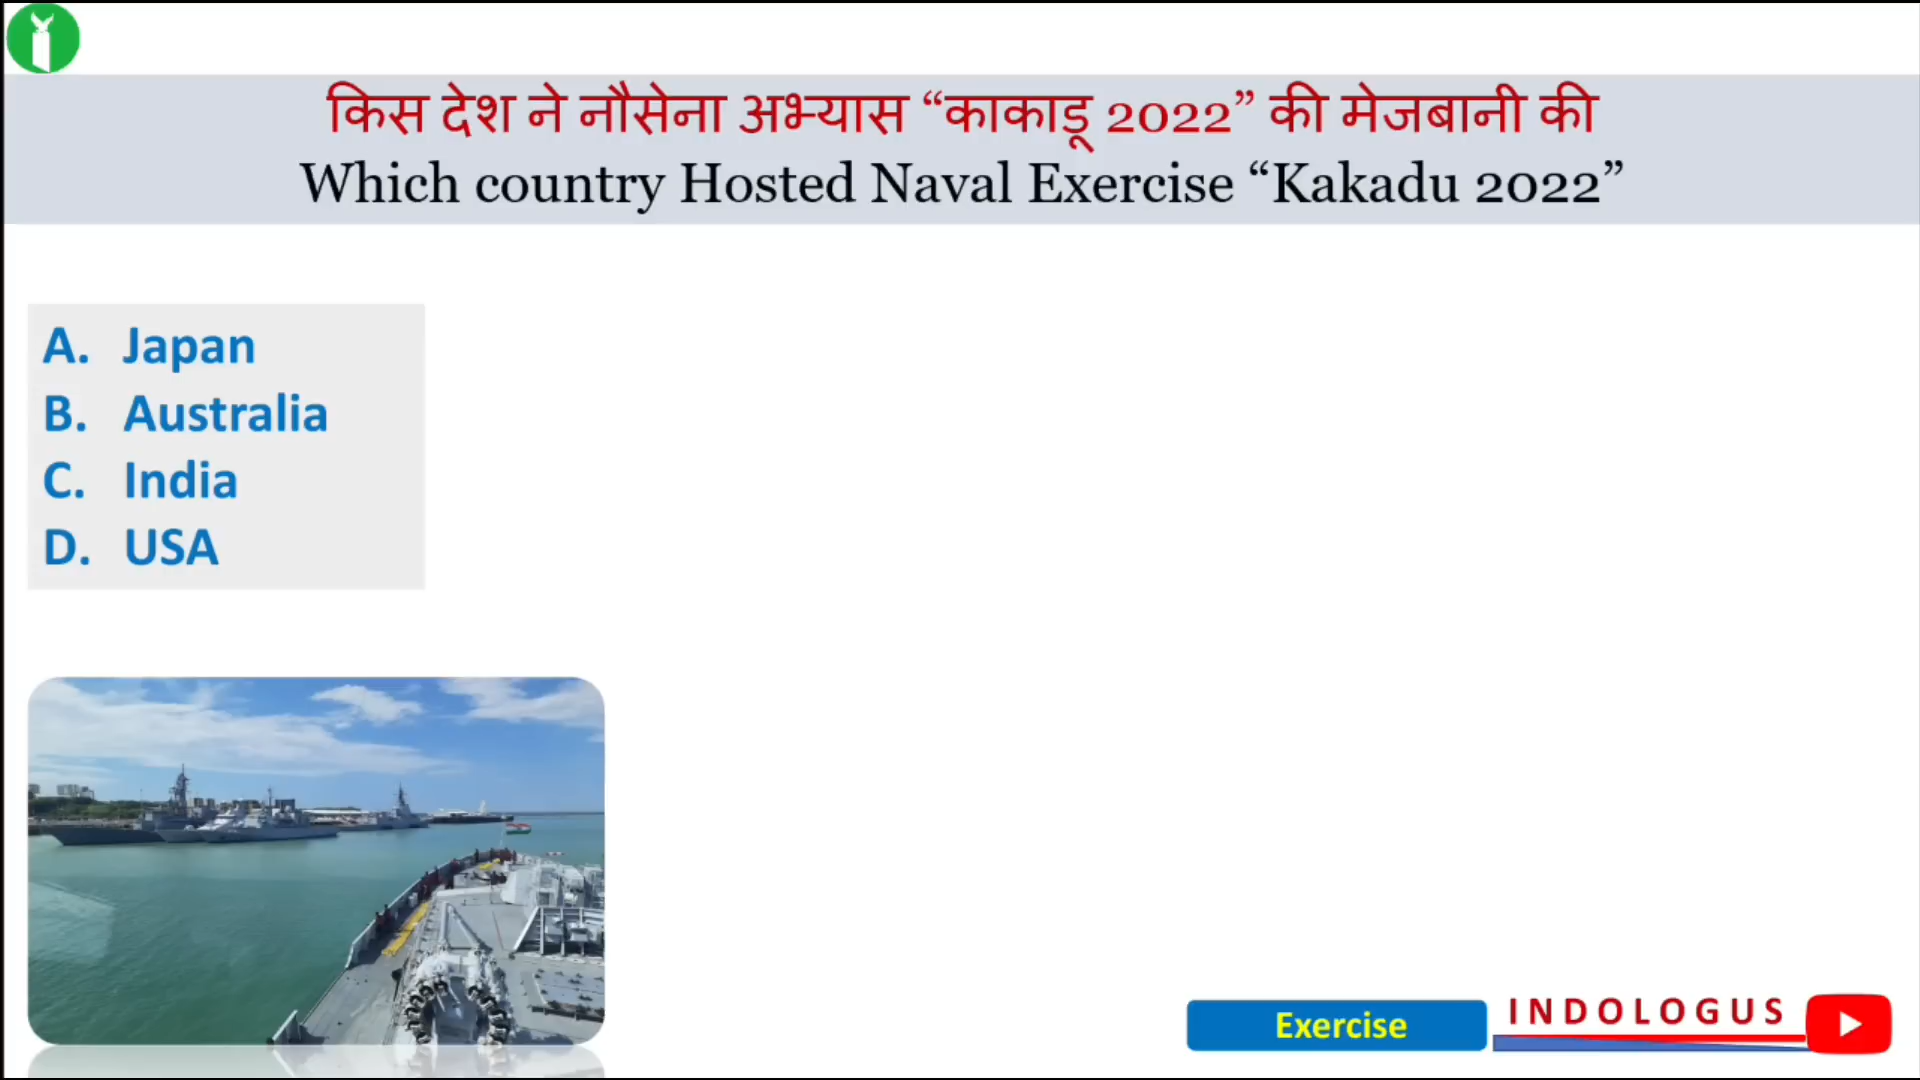 किस देश ने नौसेना अभ्यास “काकाडू 2022” की मेजबानी की
Which country Hosted Naval Exercise “Kakadu 2022”
A. Japan
B. Australia
C. India
D. USA
Exercise
INDOLOGUS